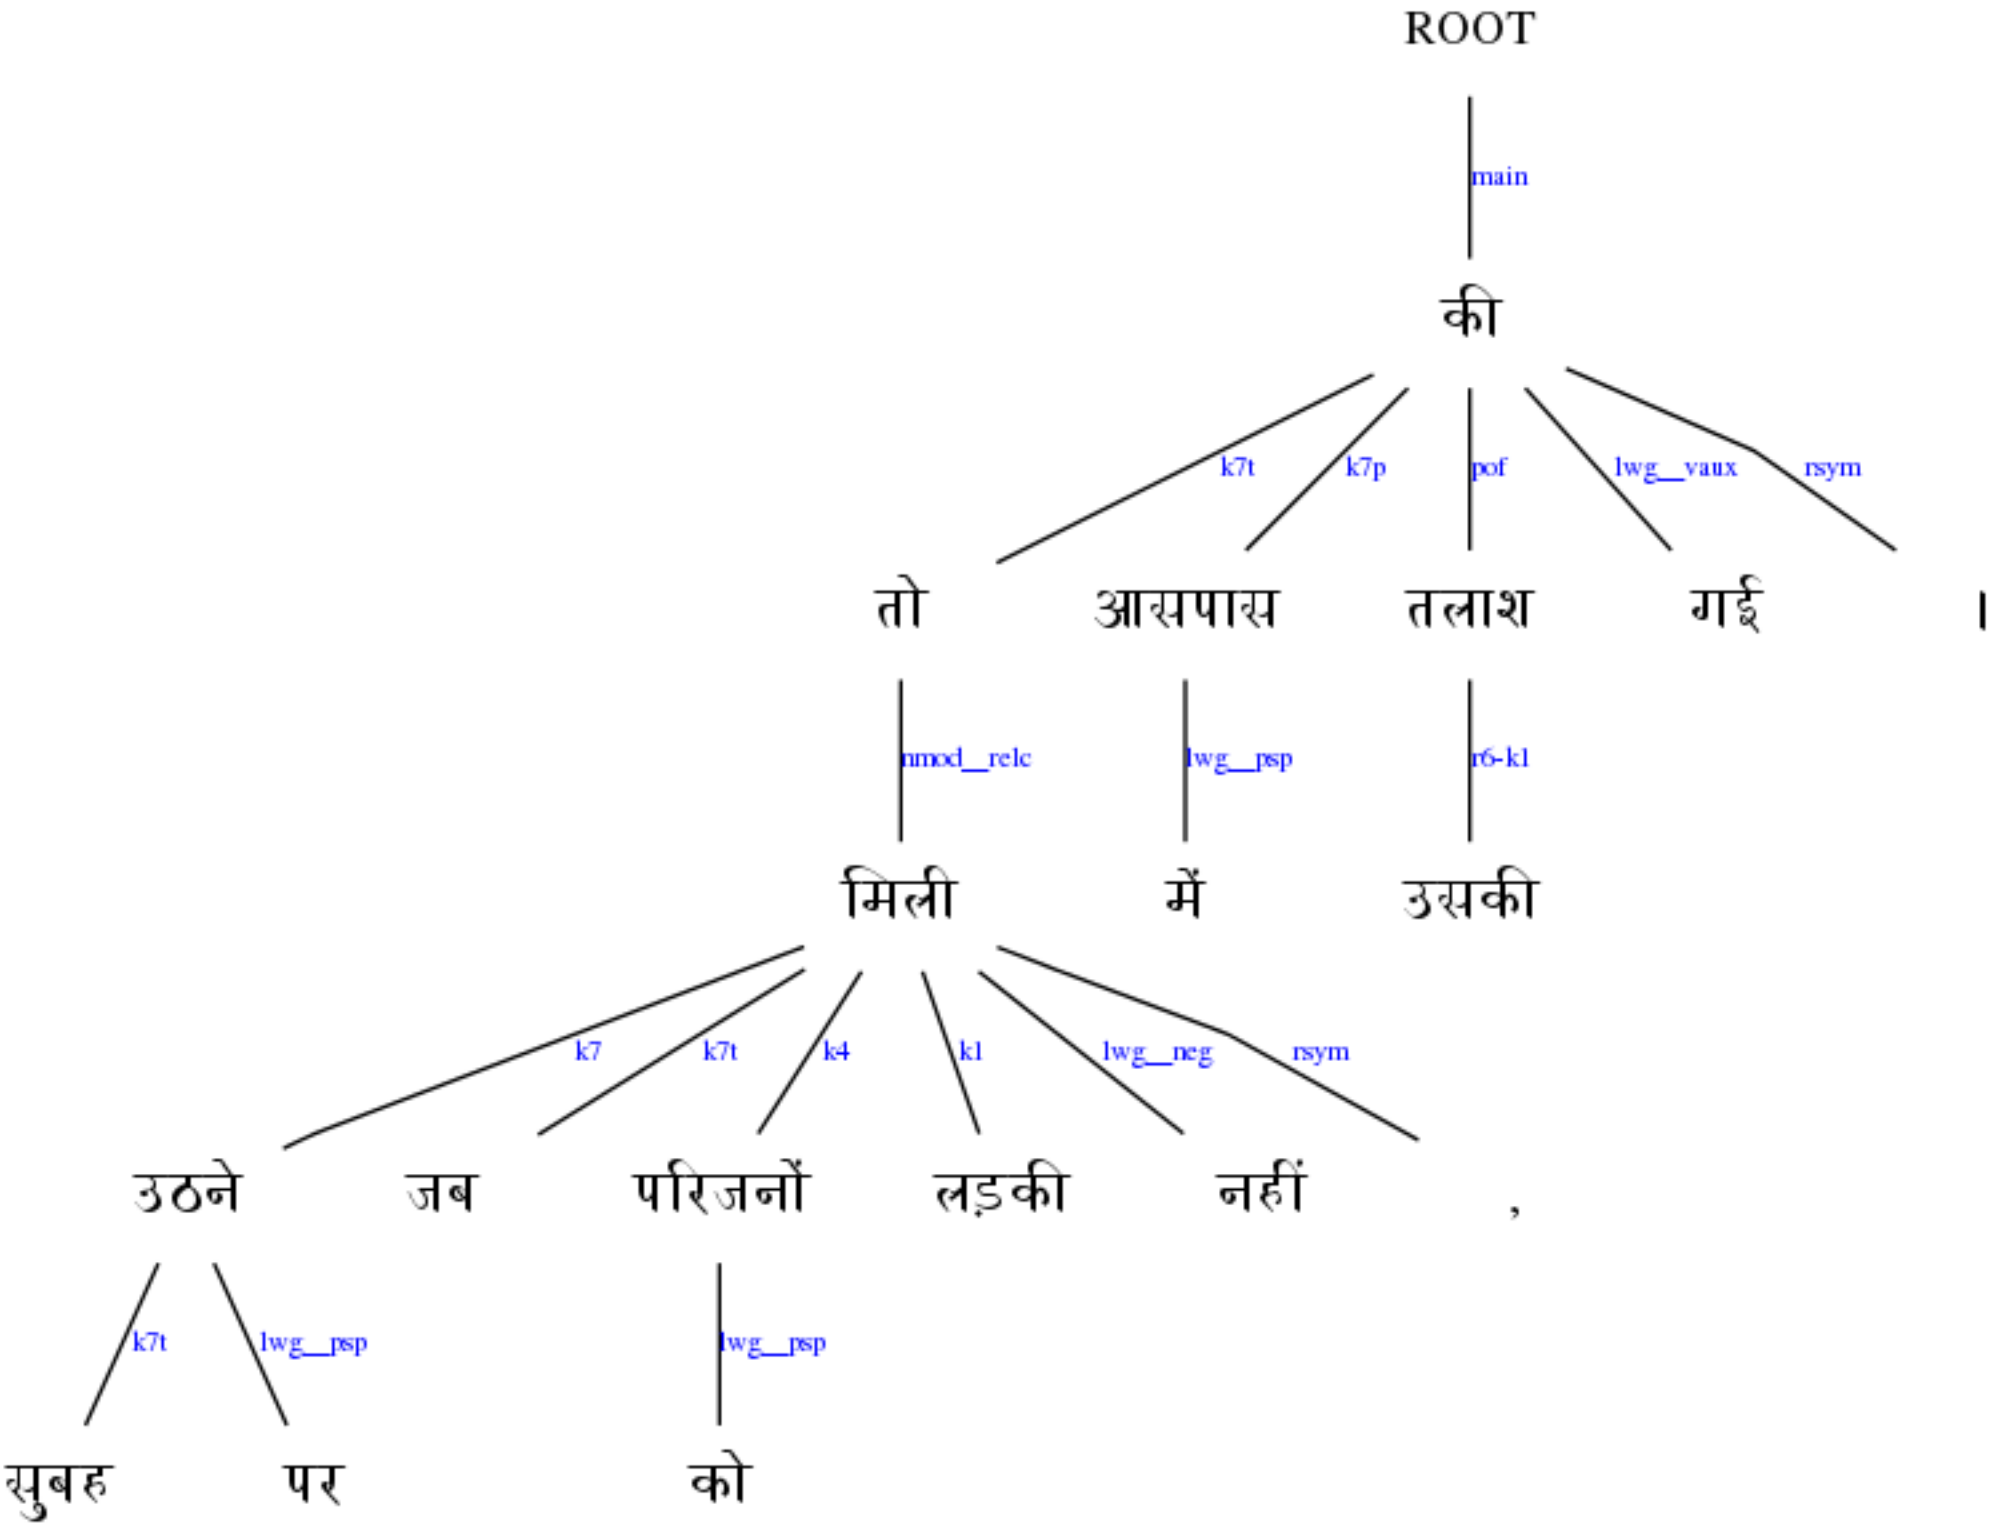 ROOT
main
की
k7t k7p pof lwg__vaux rsym
तो आसपास तलाश गई ।
nmod__relc lwg__psp r6-k1
मिली में उसकी
k7 k7t k4 k1 lwg__neg rsym
उठने जब परिजनों लड़की नहीं ,
k7t lwg__psp lwg__psp
सुबह पर को